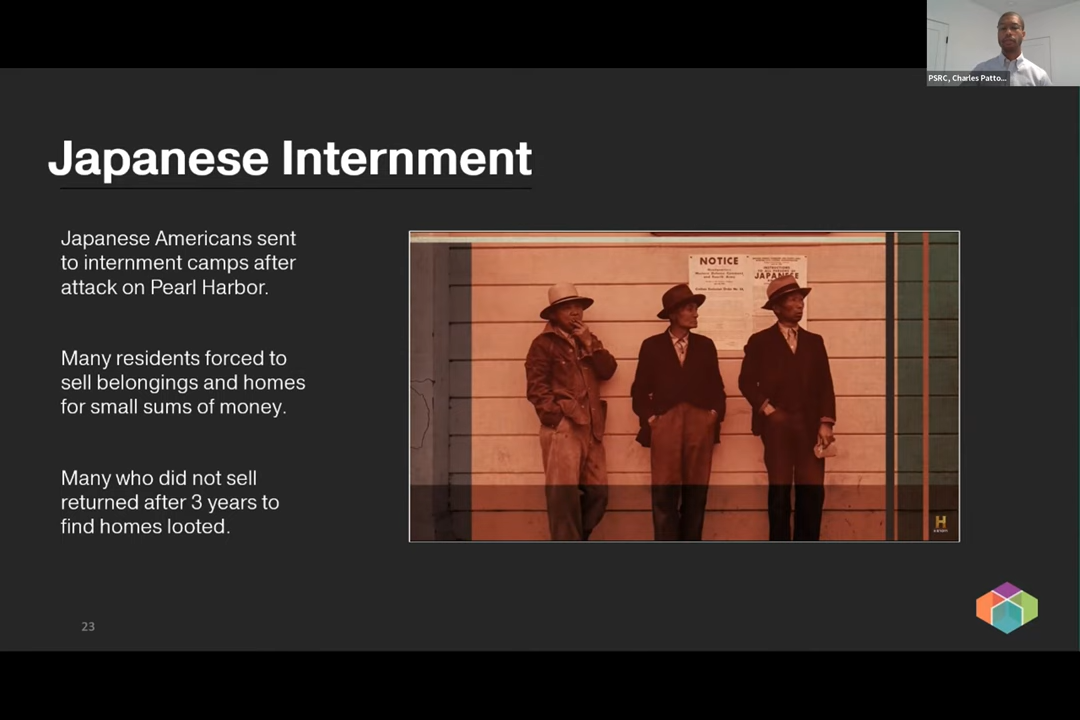 PSRC, Charles Patto...
Japanese Internment
Japanese Americans sent
to internment camps after
attack on Pearl Harbor.
Many residents forced to
sell belongings and homes
for small sums of money.
Many who did not sell
returned after 3 years to
find homes looted.
NOTICE
JAPANESE
H
23